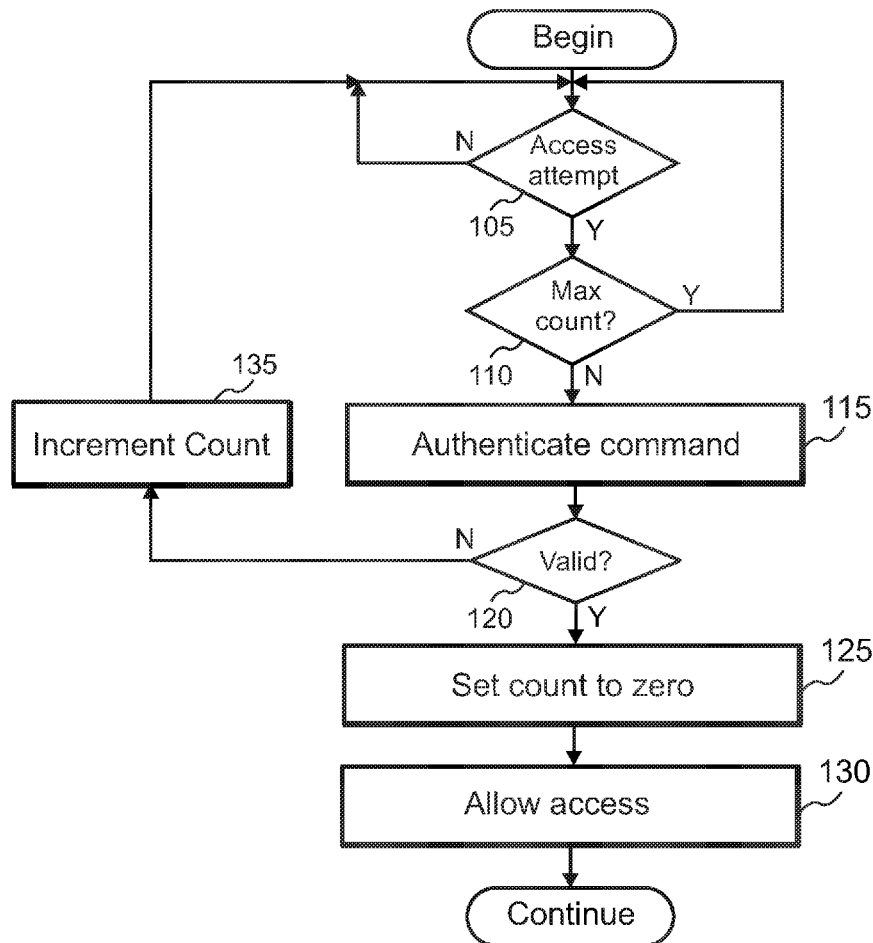 Begin
N
Access
attempt
105
Y
Max
count?
Y
110
N
135
Increment Count
115
Authenticate command
N
Valid?
120
Y
125
Set count to zero
130
Allow access
Continue